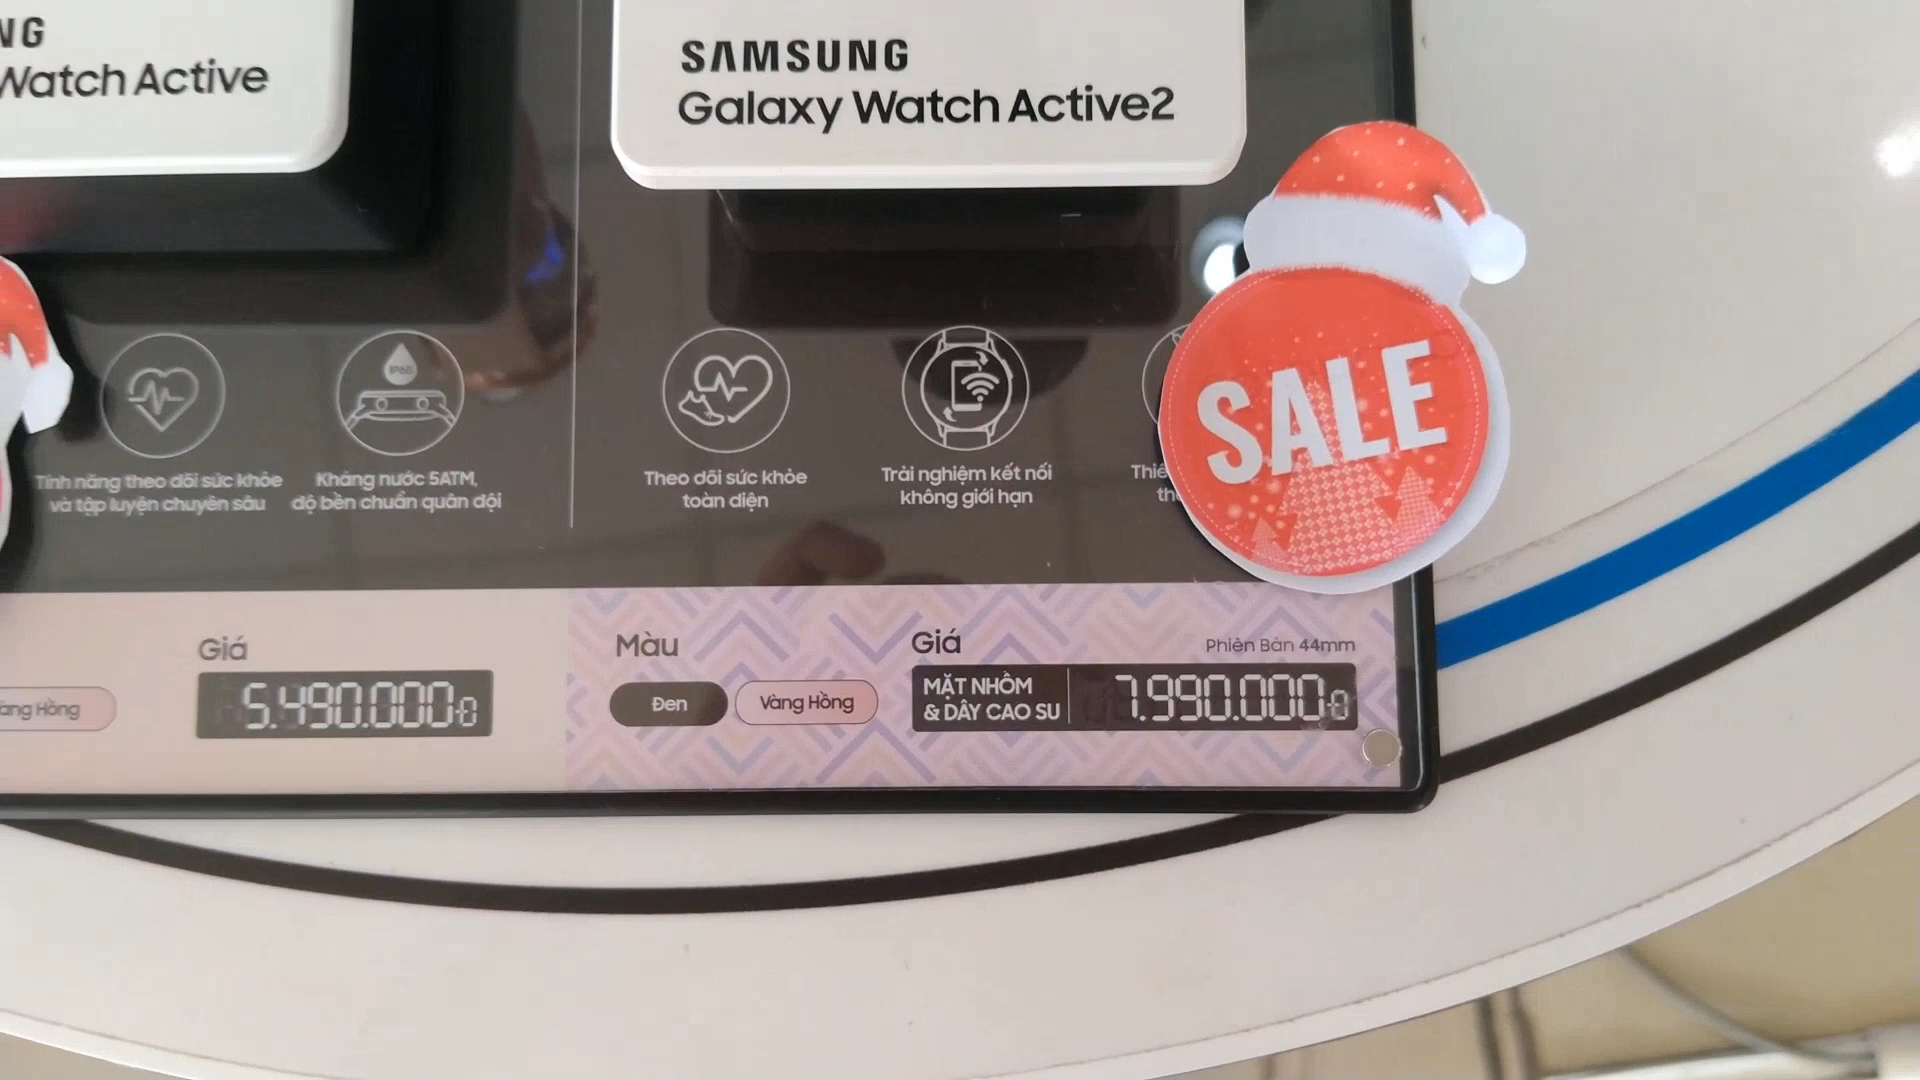 NG
Watch Active
SAMSUNG
Galaxy Watch Active2
IP68
Tính năng theo dõi sức khỏe
và tập luyện chuyên sâu
Kháng nước 5ATM,
độ bền chuẩn quân đội
Theo dõi sức khỏe
toàn diện
Trải nghiệm kết nối
không giới hạn
SALE
Giá
5.490.000đ
Hồng
Màu
Đen
Vàng Hồng
Giá
Phiên Bản 44mm
MẶT NHÔM
& DÂY CAO SU
7.990.000đ